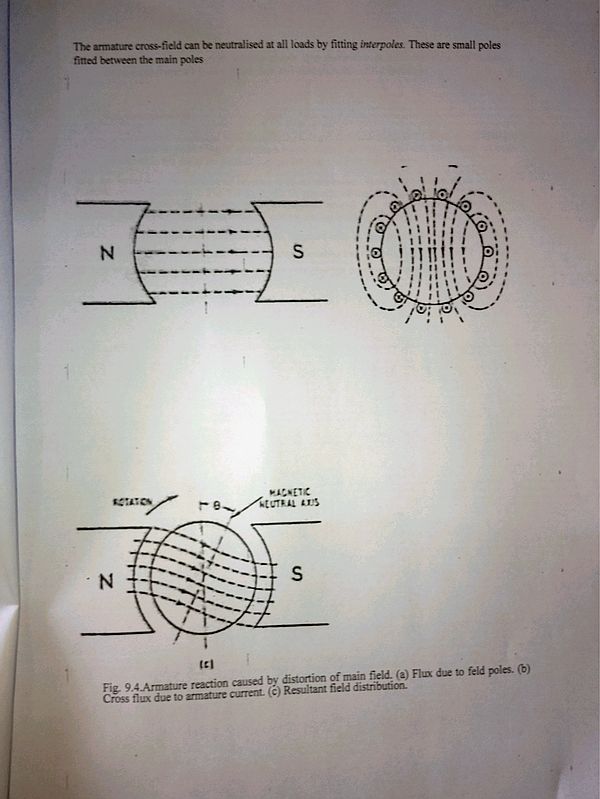 The armature cross-field can be neutralised at all loads by fitting interpoles. These are small poles
fitted between the main poles
N
S
ROTATION
θ
MAGNETIC
NEUTRAL AXIS
N
S
(c)
Fig. 9.4.Armature reaction caused by distortion of main field. (a) Flux due to feld poles. (b)
Cross flux due to armature current. (c) Resultant field distribution.